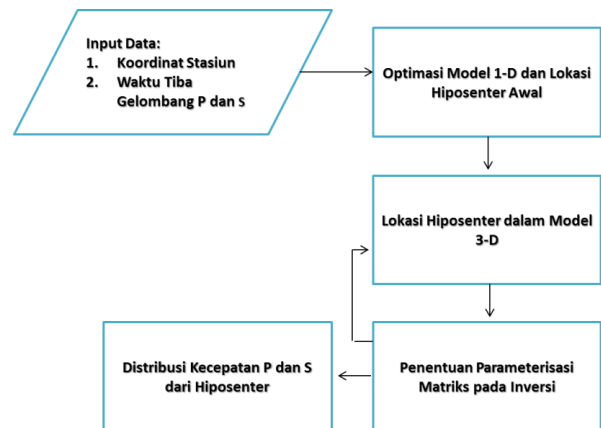 Input Data:
1. Koordinat Stasiun
2. Waktu Tiba
Gelombang P dan S
Optimasi Model 1-D dan Lokasi
Hiposenter Awal
Lokasi Hiposenter dalam Model
3-D
Penentuan Parameterisasi
Matriks pada Inversi
Distribusi Kecepatan P dan S
dari Hiposenter